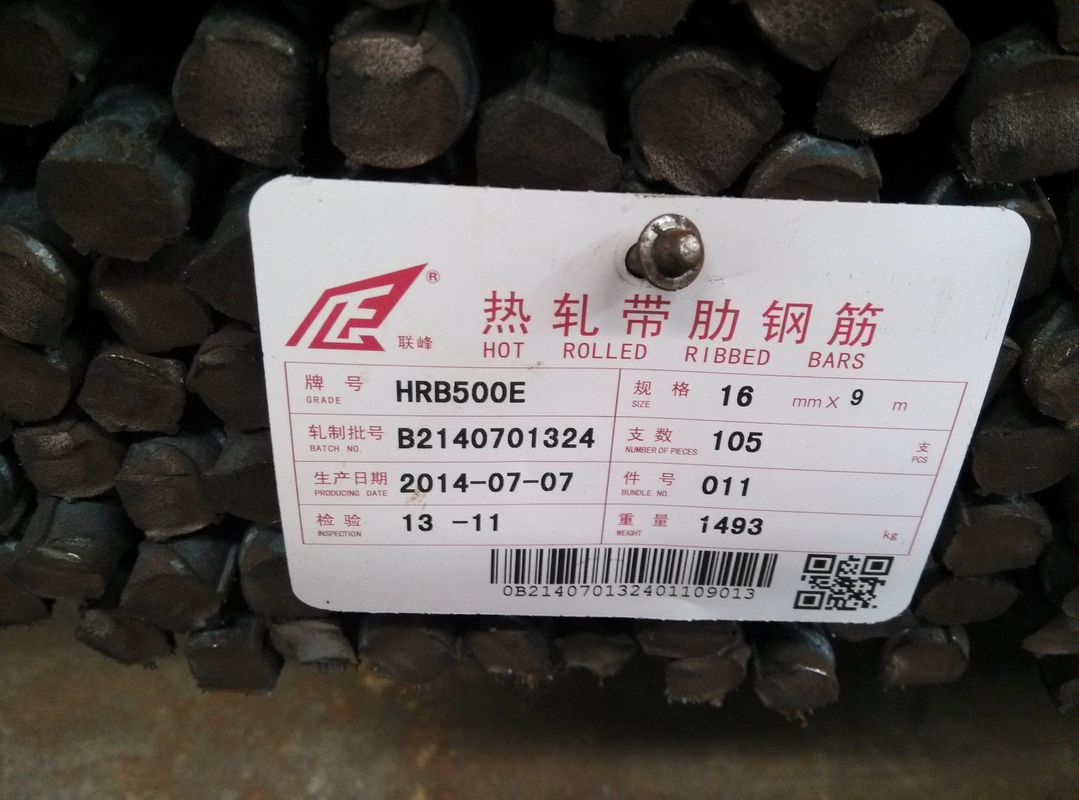 ®
联峰
热轧带肋钢筋
HOT ROLLED RIBBED BARS
牌号 HRB500E 规格 16 mm X 9 m
GRADE SIZE
轧制批号 B2140701324 支数 105 支
BATCH NO. NUMBER OF PIECES PCS
生产日期 2014-07-07 件号 011
PRODUCING DATE BUNDLE NO.
检验 13 -11 重量 1493 kg
INSPECTION WEIGHT
0B214070132401109013